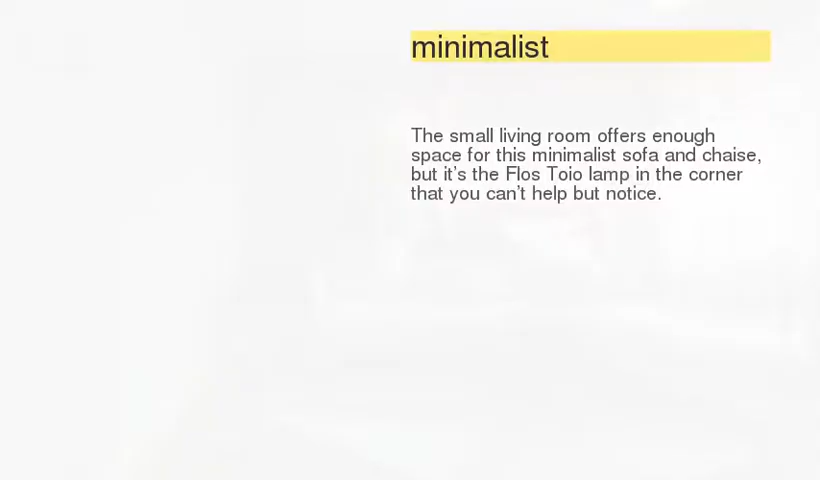 minimalist
The small living room offers enough
space for this minimalist sofa and chaise,
but it’s the Flos Toio lamp in the corner
that you can’t help but notice.